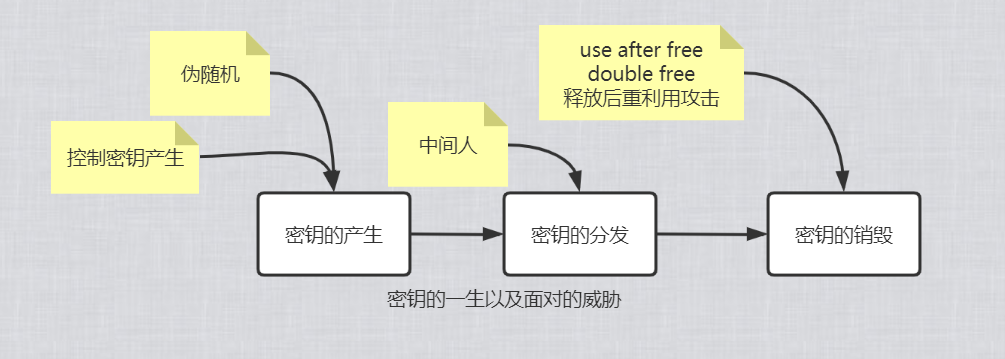 伪随机
控制密钥产生
中间人
use after free
double free
释放后重利用攻击
密钥的产生
密钥的分发
密钥的销毁
密钥的一生以及面对的威胁